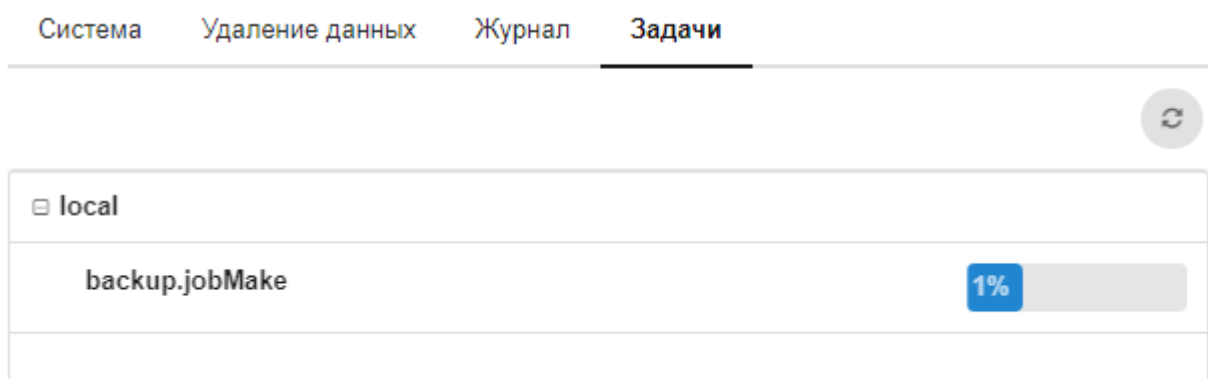 Система Удаление данных Журнал Задачи
local
backup.jobMake 1%